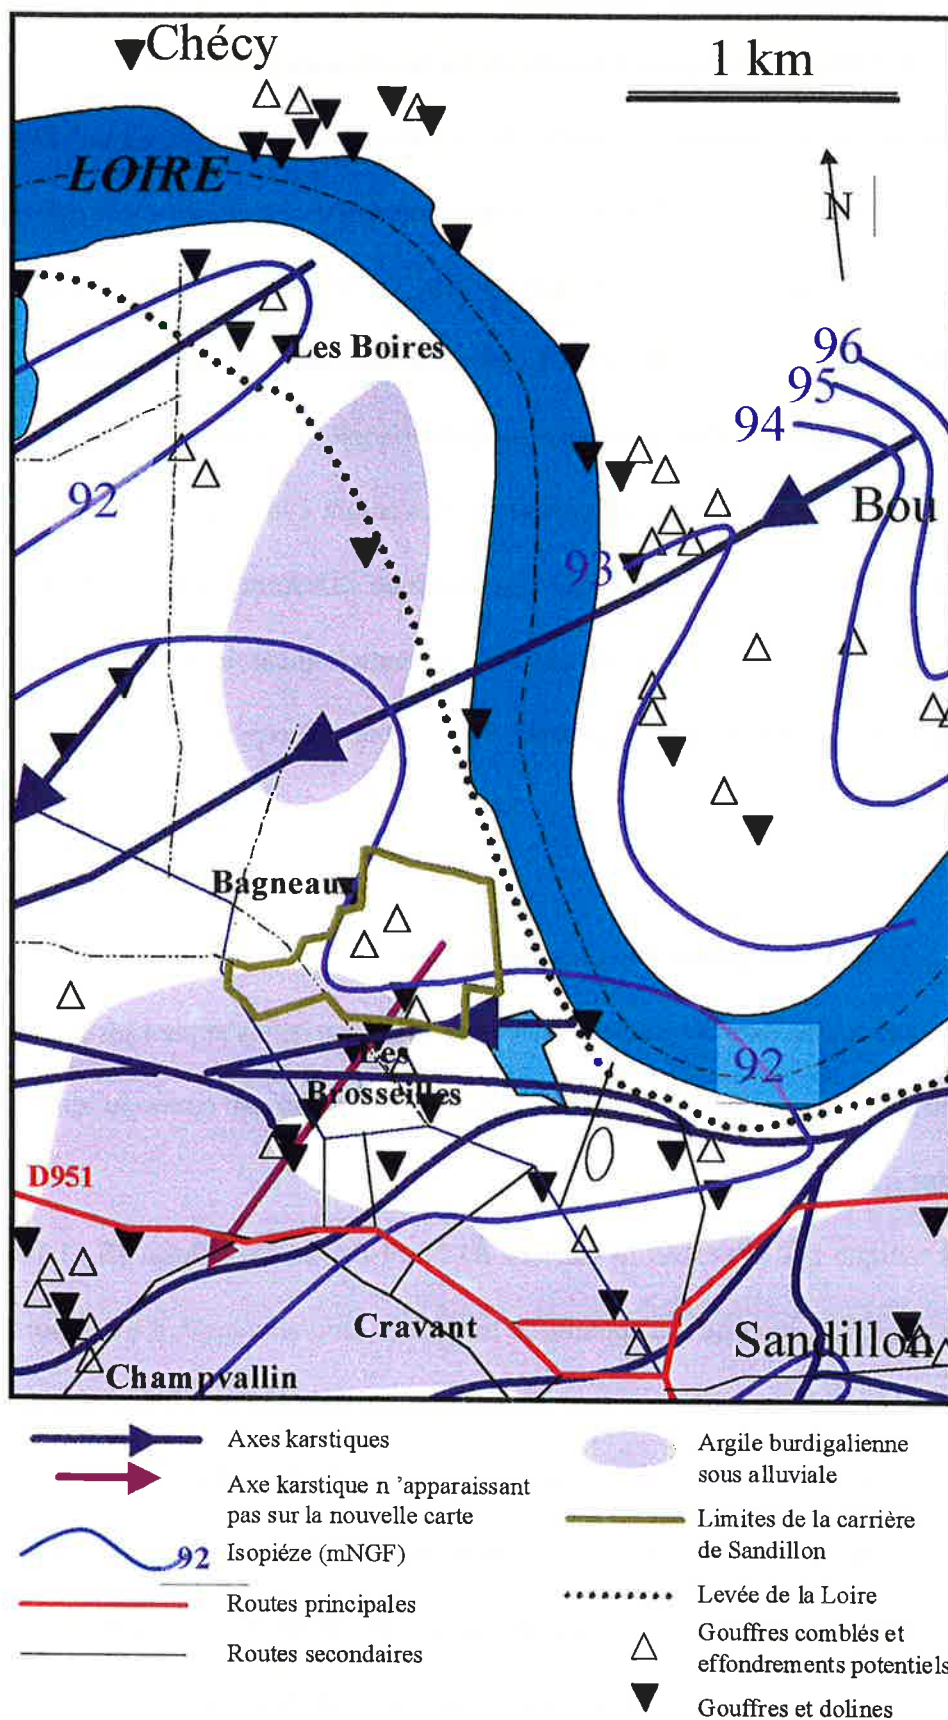 Chécy
1 km
LOIRE
N
Les Boires
96
95
94
Bou
92
93
Bagneaux
92
Les
Brosseilles
D951
Cravant
Sandillon
Champvallin
Axes karstiques
Axe karstique n 'apparaissant
pas sur la nouvelle carte
92 Isopiéze (mNGF)
Routes principales
Routes secondaires
Argile burdigalienne
sous alluviale
Limites de la carrière
de Sandillon
Levée de la Loire
Gouffres comblés et
effondrements potentiels
Gouffres et dolines